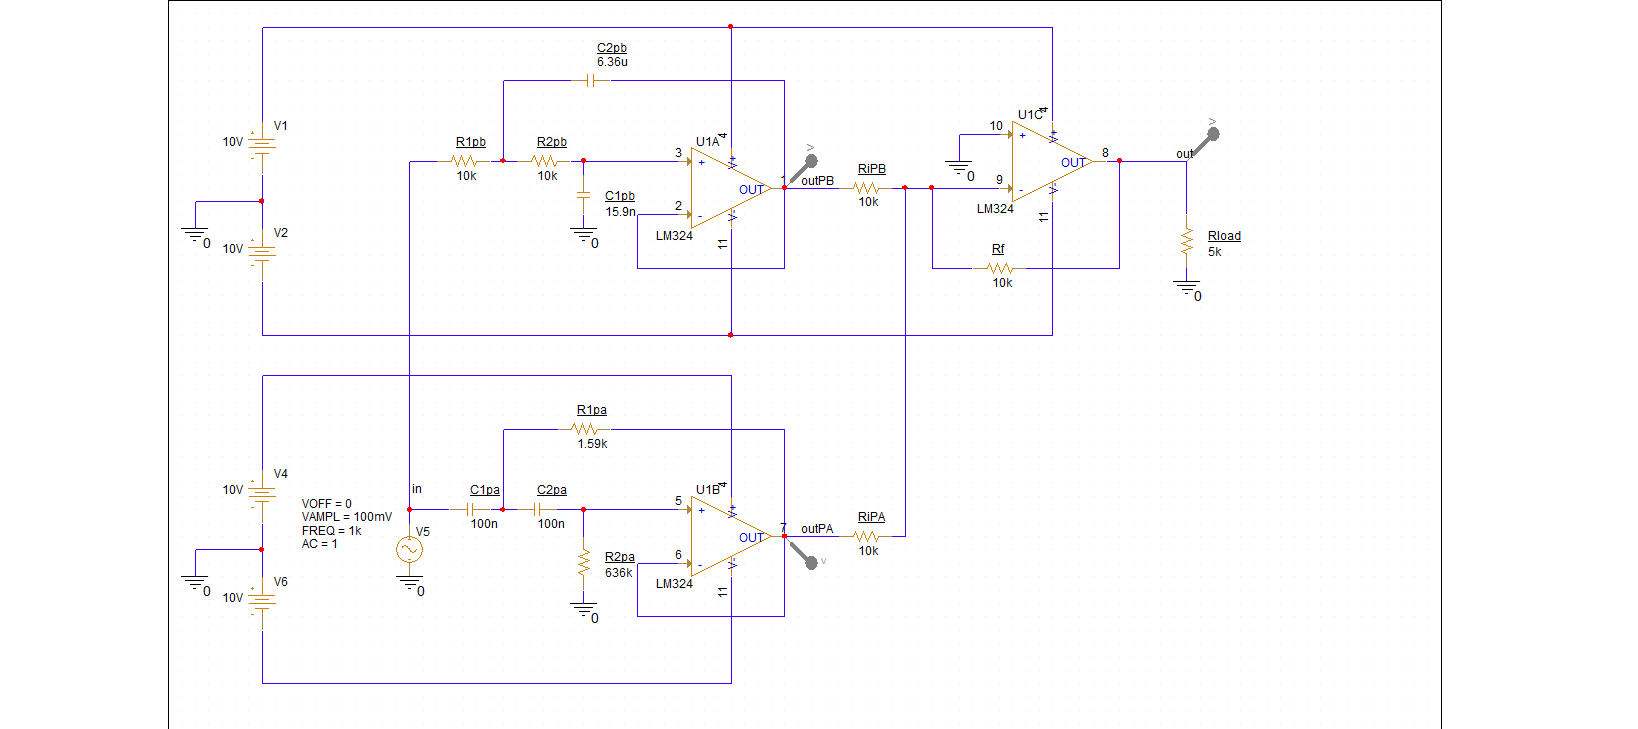 C2pb
6.36u
V1
10V
R1pb
10k
R2pb
10k
C1pb
15.9n
0
3
+
2
-
U1A
4
V+
OUT
V-
11
LM324
1
V
outPB
RiPB
10k
10
+
9
-
U1C
4
V+
OUT
V-
11
LM324
0
8
out
V
Rf
10k
Rload
5k
0
V2
10V
0
R1pa
1.59k
V4
10V
VOFF = 0
VAMPL = 100mV
FREQ = 1k
AC = 1
in
V5
0
C1pa
100n
C2pa
100n
R2pa
636k
0
5
+
6
-
U1B
4
V+
OUT
V-
11
LM324
7
V
outPA
RiPA
10k
V6
10V
0